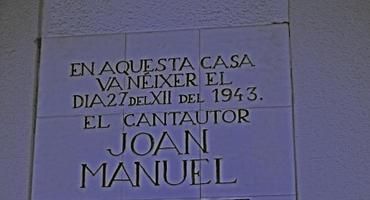 EN AQUESTA CASA
VA NÉIXER EL
DIA 27 DEL XII DEL 1943.
EL CANTAUTOR
JOAN
MANUEL